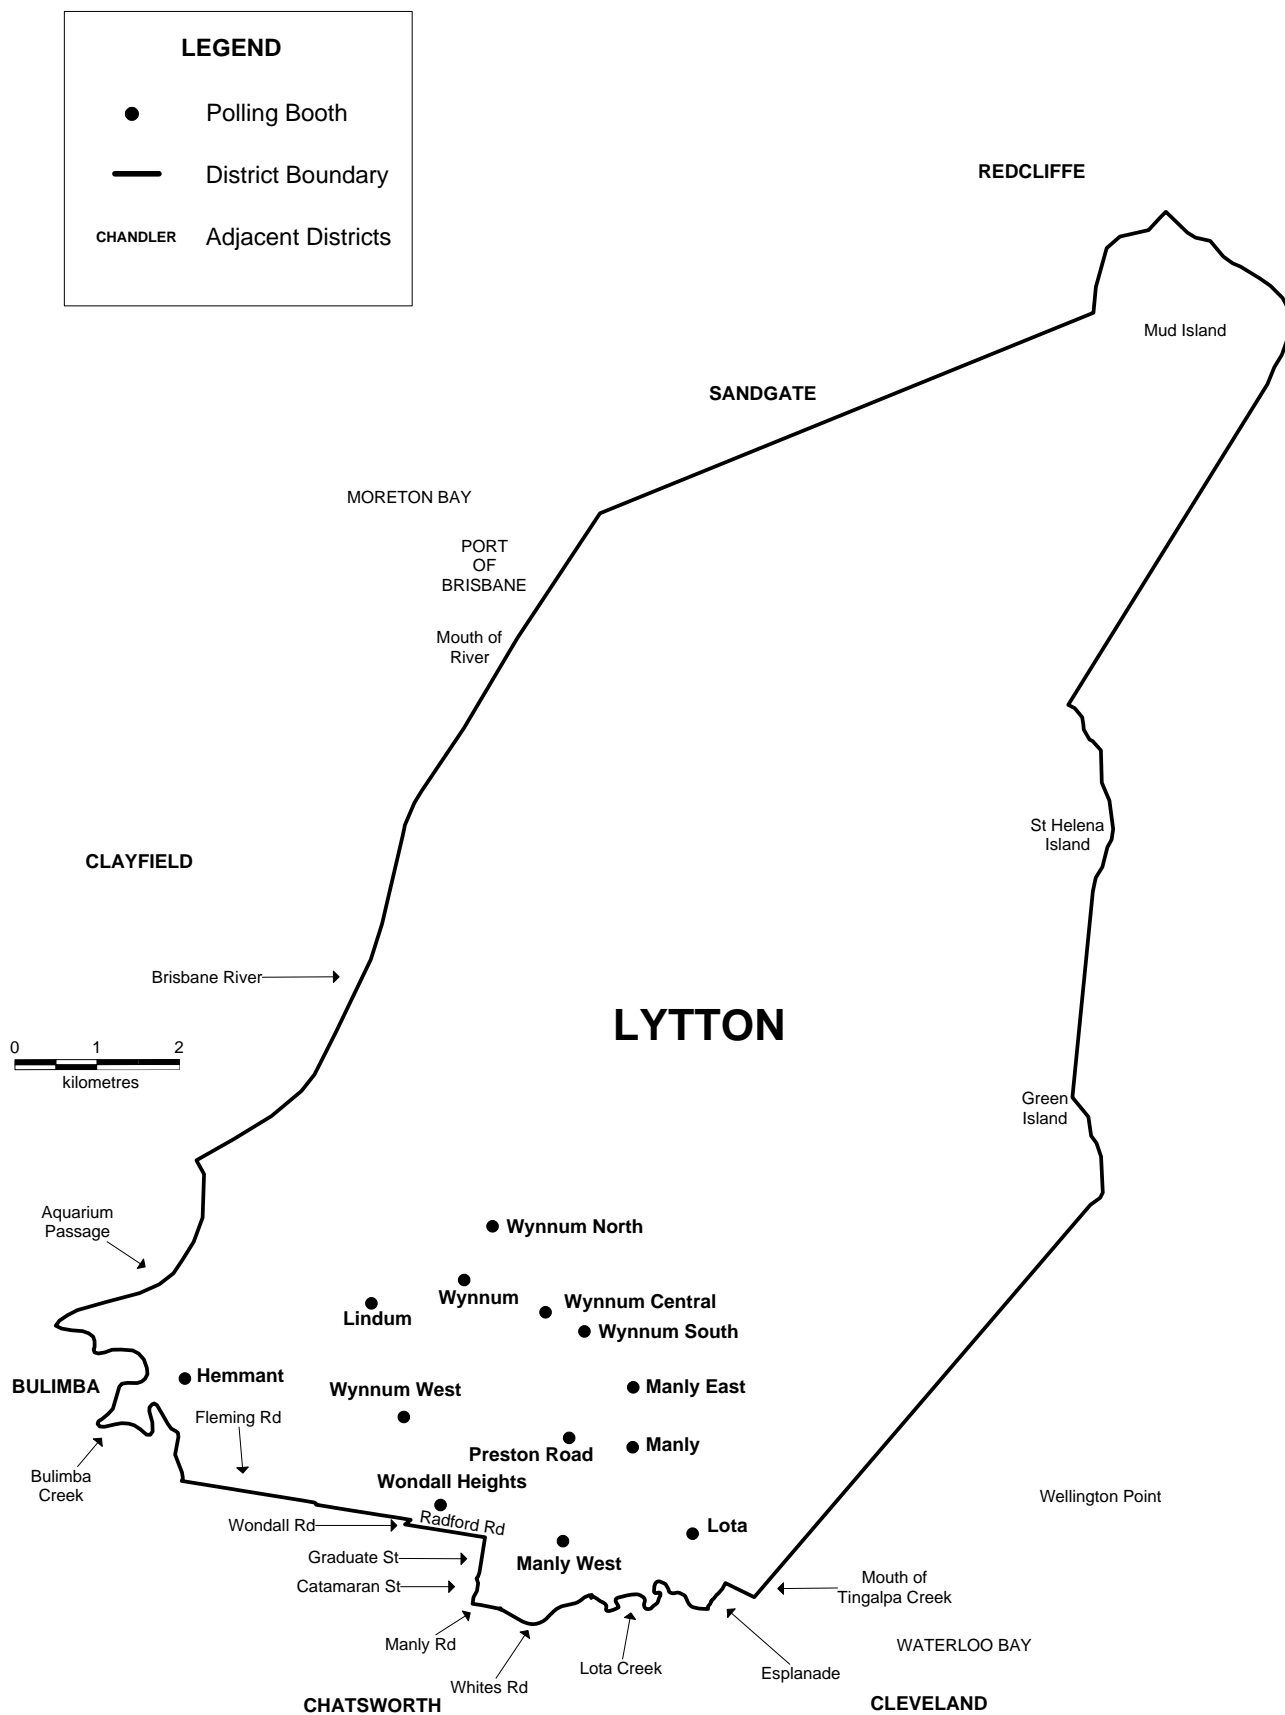 LEGEND
Polling Booth
District Boundary
CHANDLER Adjacent Districts
REDCLIFFE
Mud Island
SANDGATE
MORETON BAY
PORT
OF
BRISBANE
Mouth of
River
St Helena
Island
CLAYFIELD
Brisbane River
LYTTON
0 1 2
kilometres
Green
Island
Aquarium
Passage
Wynnum North
Wynnum
Lindum
Wynnum Central
Wynnum South
BULIMBA
Hemmant
Wynnum West
Manly East
Fleming Rd
Preston Road
Manly
Bulimba
Creek
Wondall Heights
Wellington Point
Wondall Rd
Radford Rd
Lota
Graduate St
Manly West
Catamaran St
Mouth of
Tingalpa Creek
Manly Rd
WATERLOO BAY
Lota Creek
Esplanade
Whites Rd
CHATSWORTH
CLEVELAND